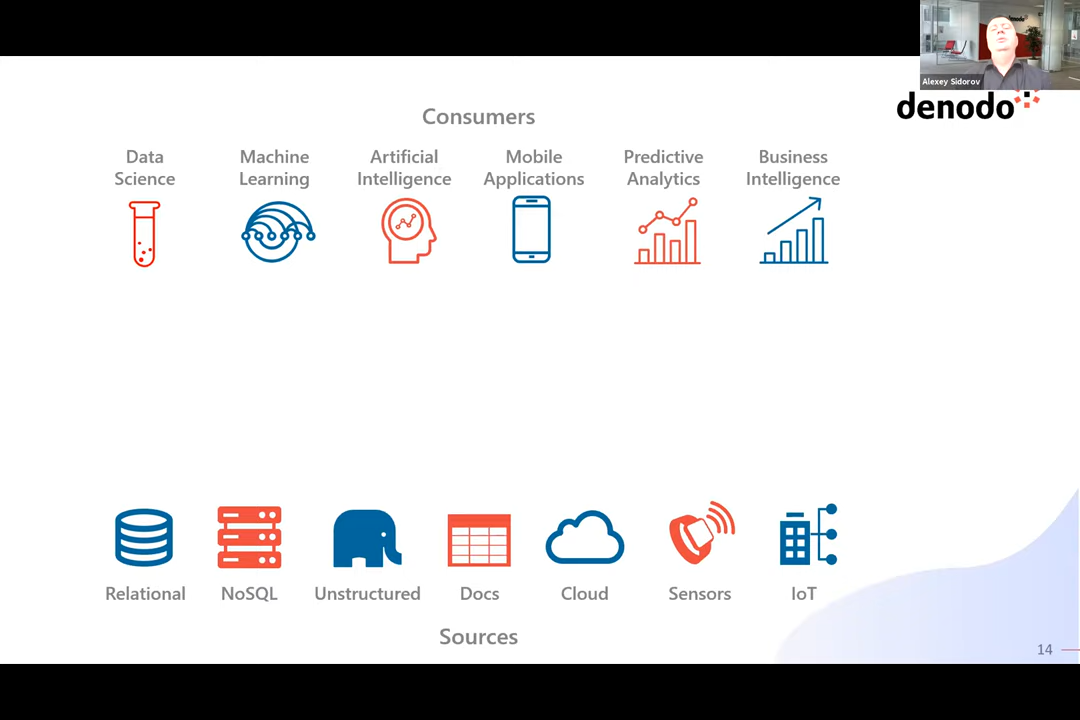 Alexey Sidorov
denodo
Consumers
Data
Science
Machine
Learning
Artificial
Intelligence
Mobile
Applications
Predictive
Analytics
Business
Intelligence
Relational
NoSQL
Unstructured
Docs
Cloud
Sensors
IoT
Sources
14